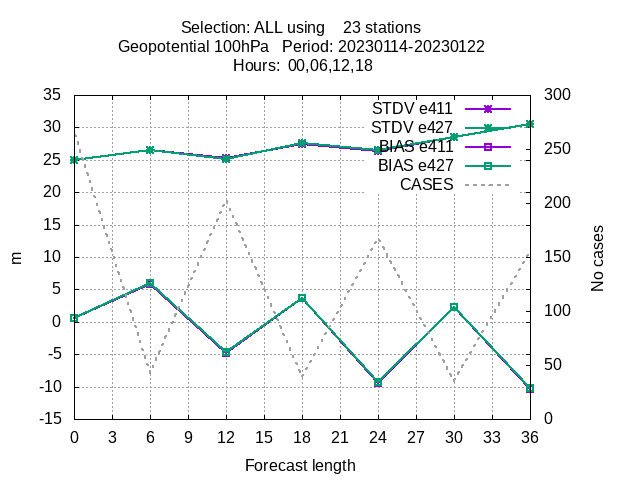 Selection: ALL using    23 stations
Geopotential 100hPa   Period: 20230114-20230122
Hours:  00,06,12,18
35
30
25
20
15
10
5
0
-5
-10
-15
m
STDV e411
STDV e427
BIAS e411
BIAS e427
CASES
300
250
200
150
100
50
0
No cases
0 3 6 9 12 15 18 21 24 27 30 33 36
Forecast length